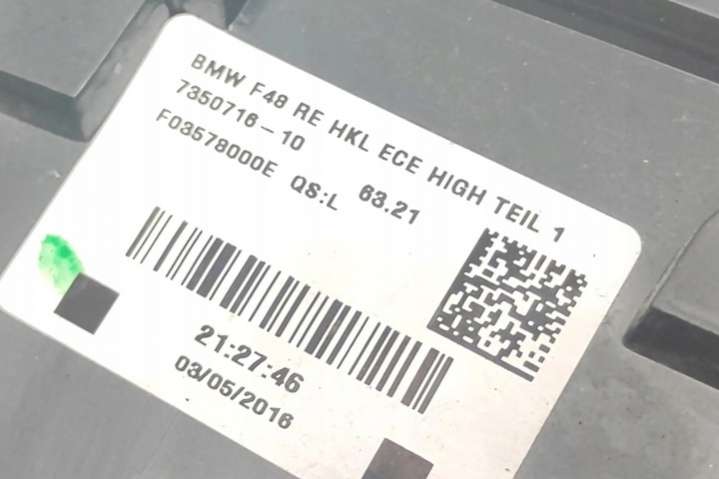 BMW F48 RE HKL ECE HIGH TEIL 1
7350716-10
F03578000E QS:L 63.21
21:27:46
03/05/2016